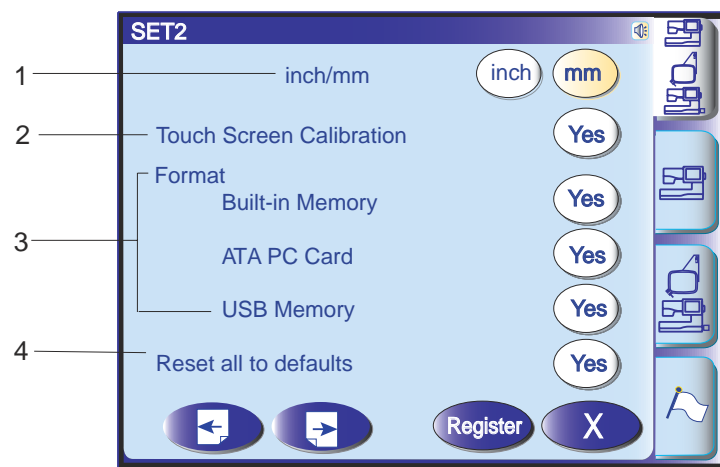 SET2
1 inch/mm inch mm
2 Touch Screen Calibration Yes
Format
Built-in Memory Yes
3 ATA PC Card Yes
USB Memory Yes
4 Reset all to defaults Yes
Register X